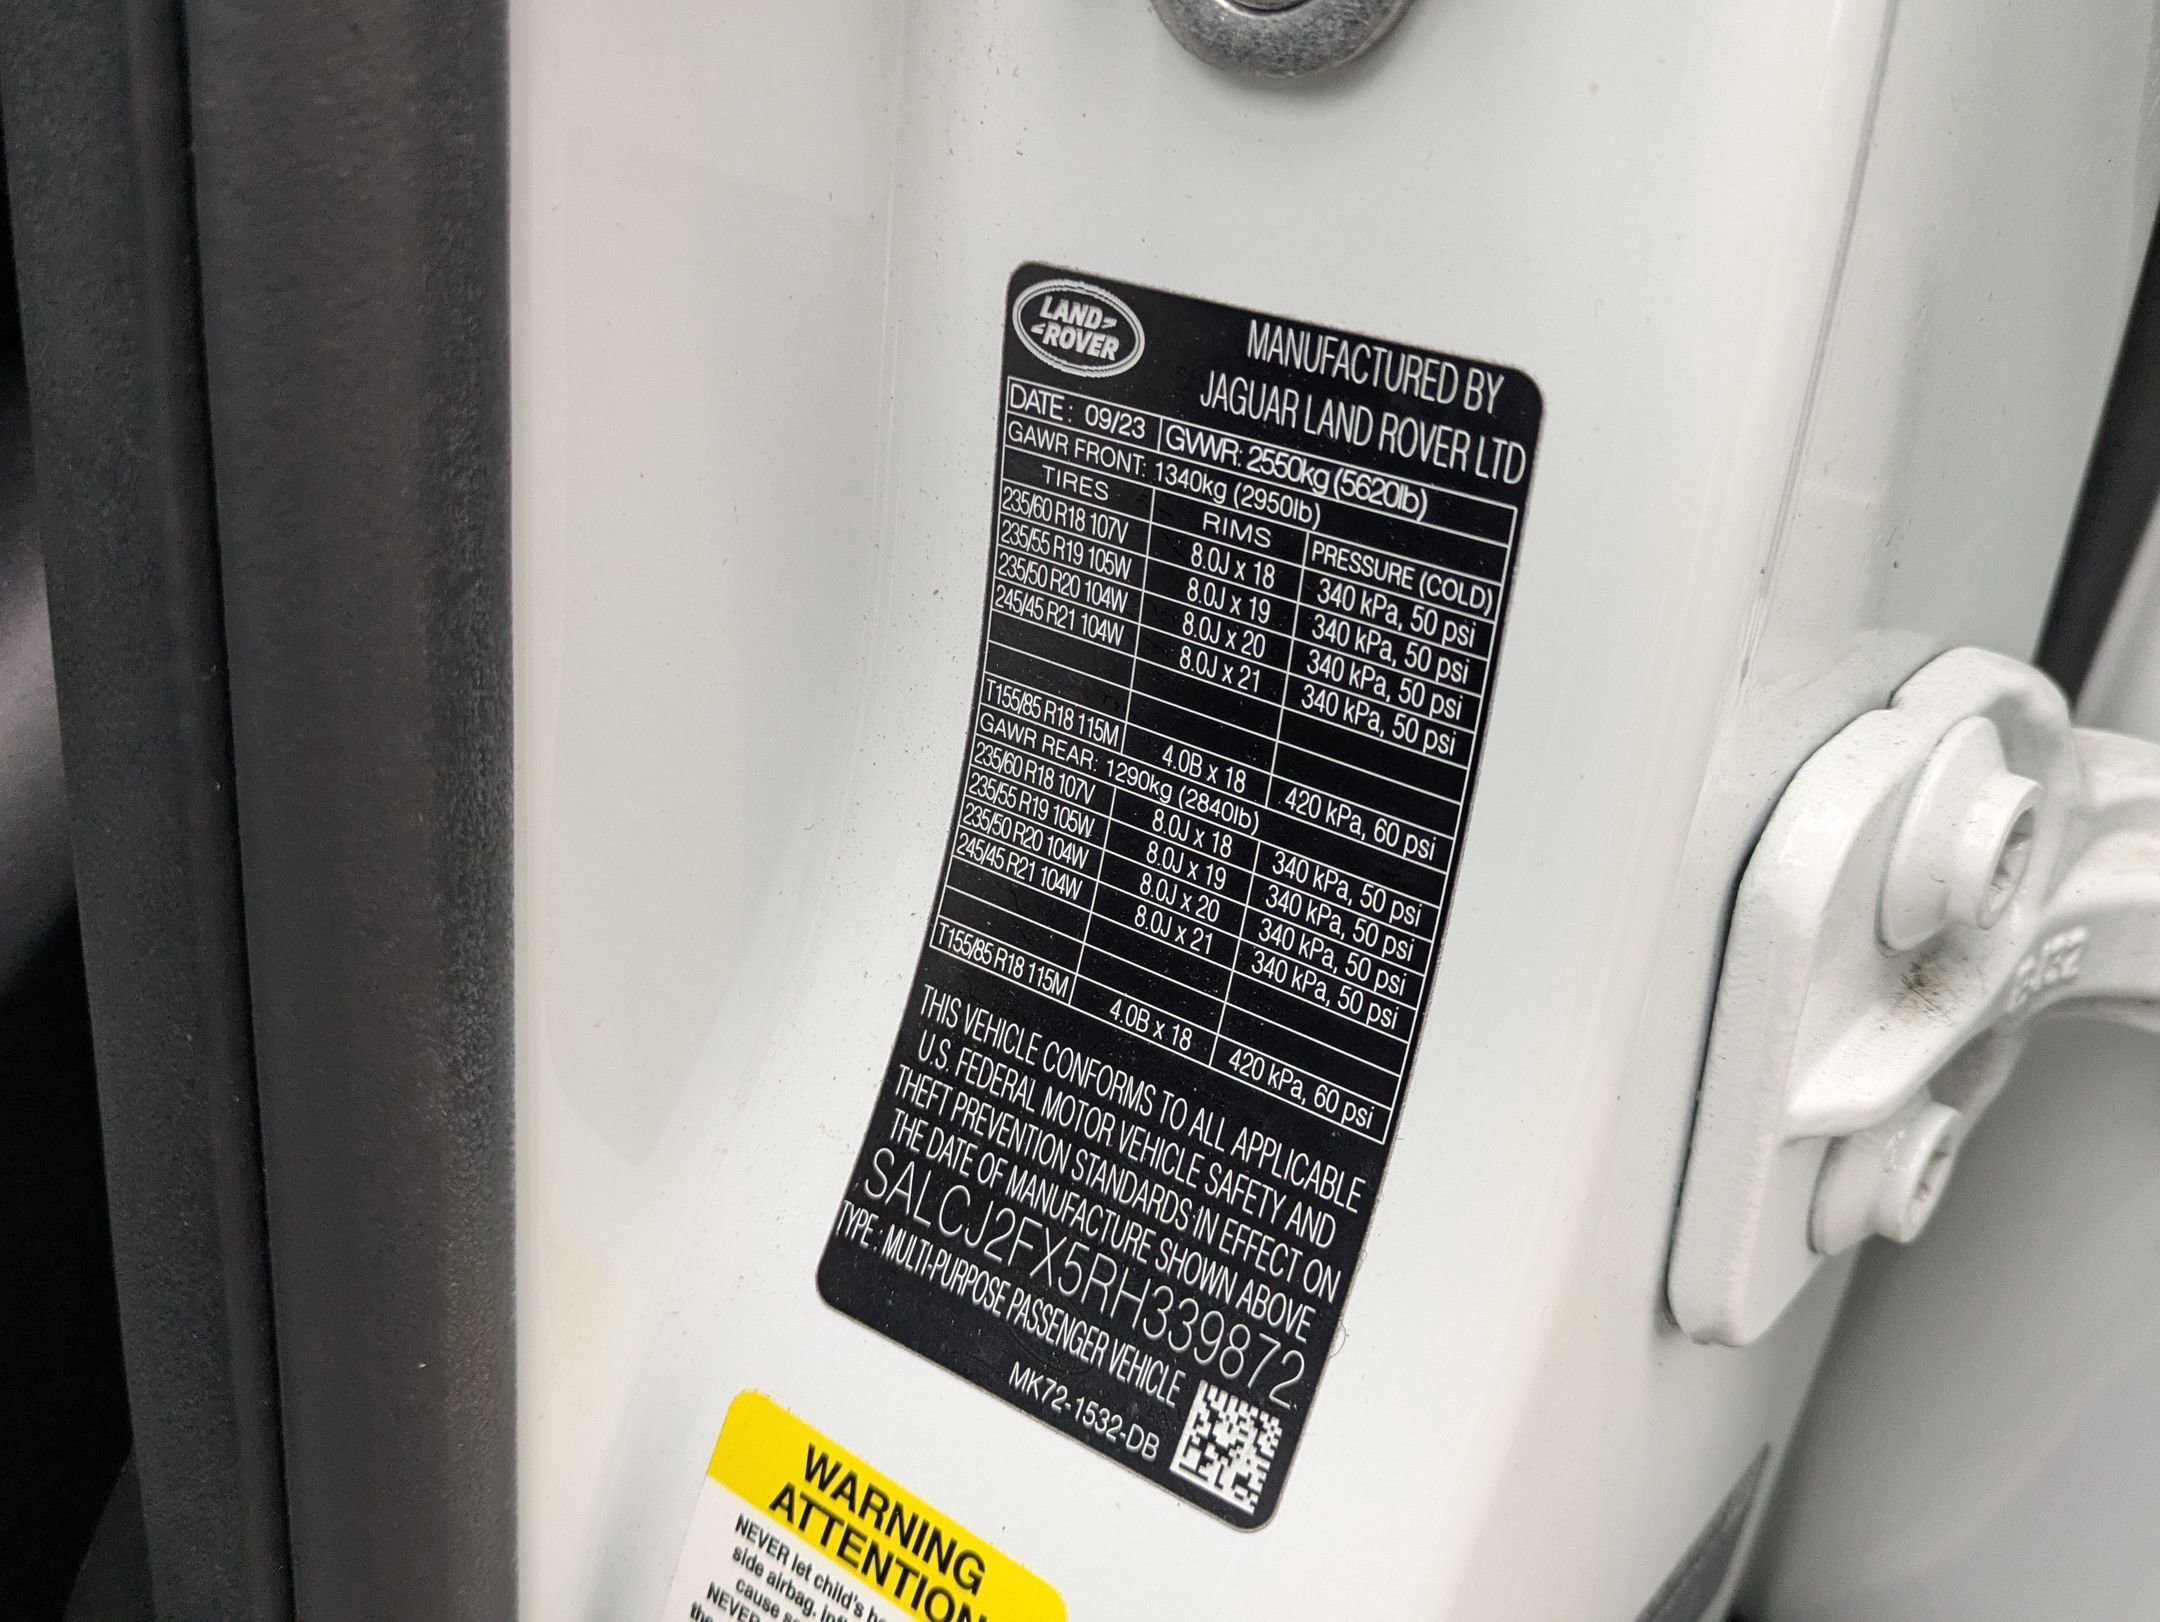 LAND
ROVER
MANUFACTURED BY
JAGUAR LAND ROVER LTD
DATE: 09/23 GVWR: 2550kg (5620lb)
GAWR FRONT: 1340kg (2950lb)
TIRES RIMS PRESSURE (COLD)
235/60 R18 107V 8.0J x 18 340 kPa, 50 psi
235/55 R19 105W 8.0J x 19 340 kPa, 50 psi
235/50 R20 104W 8.0J x 20 340 kPa, 50 psi
245/45 R21 104W 8.0J x 21 340 kPa, 50 psi
T155/85 R18 115M 4.0B x 18 420 kPa, 60 psi
GAWR REAR: 1290kg (2840lb)
235/60 R18 107V 8.0J x 18 340 kPa, 50 psi
235/55 R19 105W 8.0J x 19 340 kPa, 50 psi
235/50 R20 104W 8.0J x 20 340 kPa, 50 psi
245/45 R21 104W 8.0J x 21 340 kPa, 50 psi
T155/85 R18 115M 4.0B x 18 420 kPa, 60 psi
THIS VEHICLE CONFORMS TO ALL APPLICABLE
U.S. FEDERAL MOTOR VEHICLE SAFETY AND
THEFT PREVENTION STANDARDS IN EFFECT ON
THE DATE OF MANUFACTURE SHOWN ABOVE
SALCJ2FX5RH339872
TYPE: MULTI-PURPOSE PASSENGER VEHICLE
MK72-1532-DB
WARNING
ATTENTION
NEVER let child's
side airbag,
cause
NEVER
the